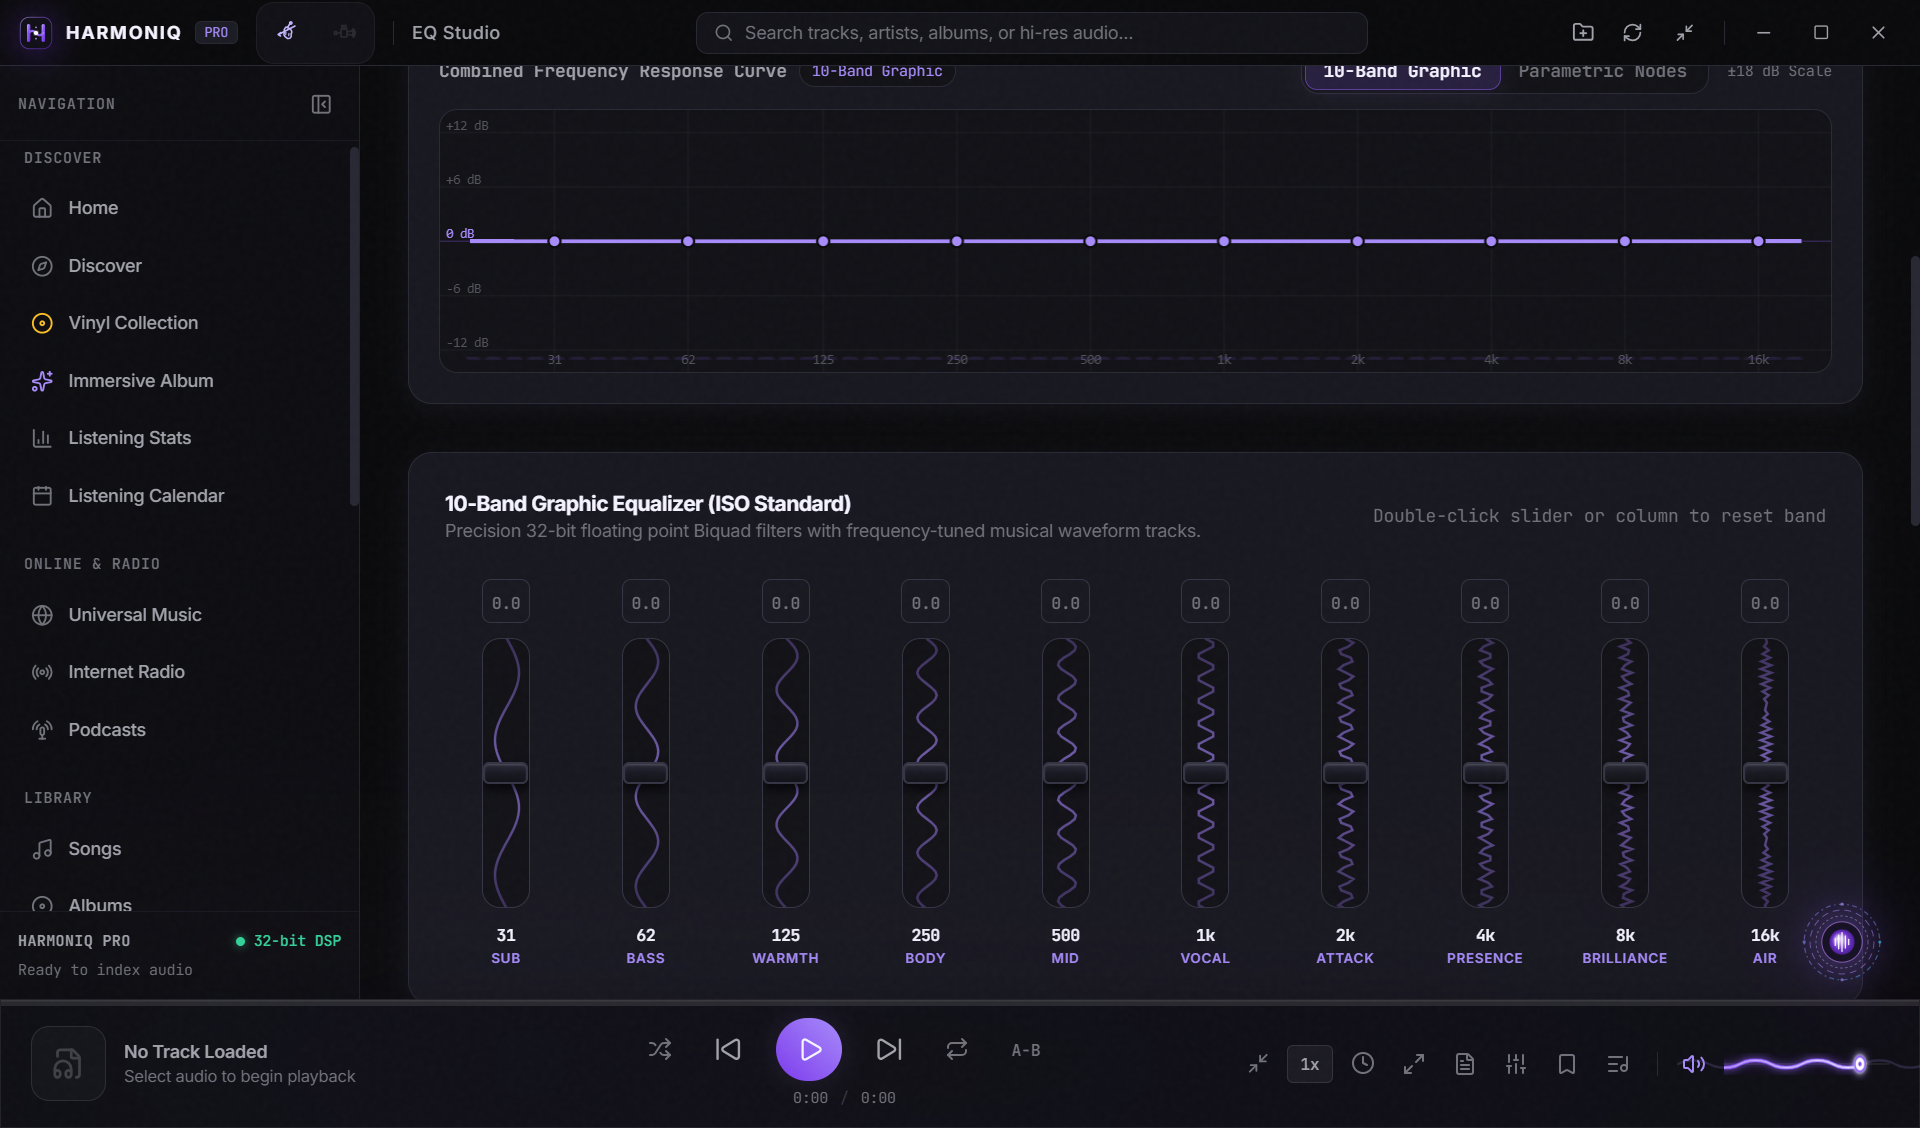 HARMONIQ PRO
EQ Studio
Search tracks, artists, albums, or hi-res audio...
NAVIGATION
DISCOVER
Home
Discover
Vinyl Collection
Immersive Album
Listening Stats
Listening Calendar
ONLINE & RADIO
Universal Music
Internet Radio
Podcasts
LIBRARY
Songs
Albums
HARMONIQ PRO
32-bit DSP
Ready to index audio
Combined Frequency Response Curve
10-Band Graphic
10-Band Graphic
Parametric Nodes
±18 dB Scale
+12 dB
+6 dB
0 dB
-6 dB
-12 dB
31 62 125 250 500 1k 2k 4k 8k 16k
10-Band Graphic Equalizer (ISO Standard)
Precision 32-bit floating point Biquad filters with frequency-tuned musical waveform tracks.
Double-click slider or column to reset band
0.0 0.0 0.0 0.0 0.0 0.0 0.0 0.0 0.0 0.0
31 62 125 250 500 1k 2k 4k 8k 16k
SUB BASS WARMTH BODY MID VOCAL ATTACK PRESENCE BRILLIANCE AIR
No Track Loaded
Select audio to begin playback
A-B
0:00 / 0:00
1x